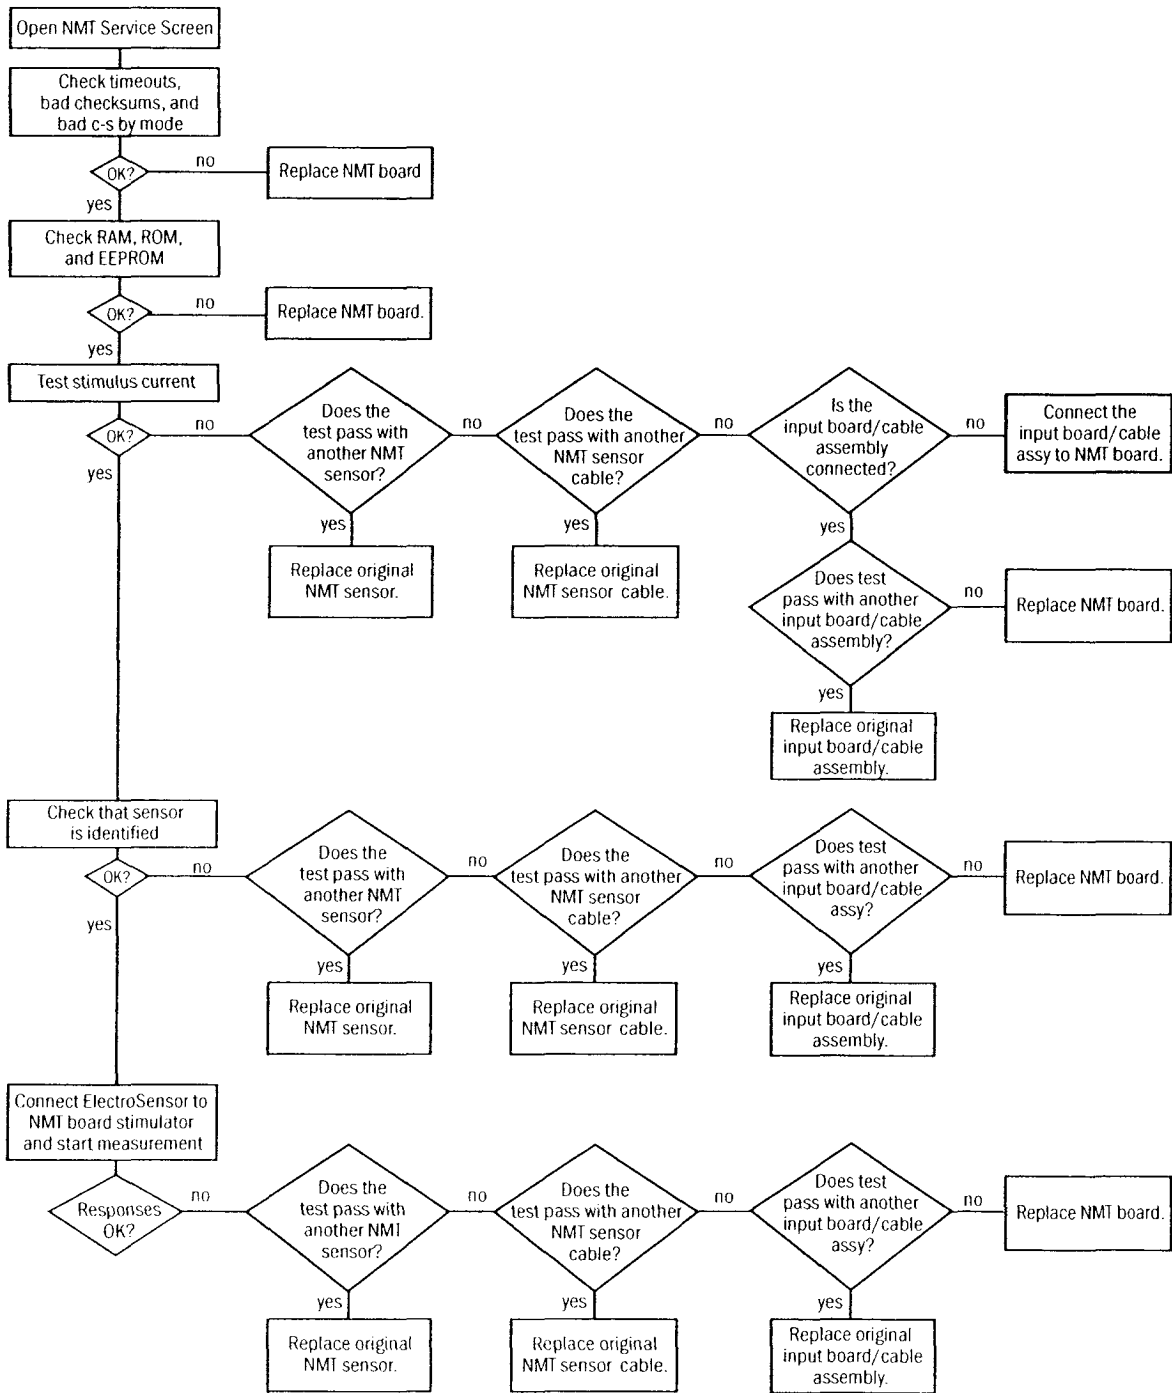 Open NMT Service Screen
Check timeouts,
bad checksums, and
bad c-s by mode
OK?
no
Replace NMT board
yes
Check RAM, ROM,
and EEPROM
OK?
no
Replace NMT board.
yes
Test stimulus current
OK?
no
Does the
test pass with
another NMT
sensor?
no
Does the
test pass with another
NMT sensor
cable?
no
Is the
input board/cable
assembly
connected?
no
Connect the
input board/cable
assy to NMT board.
yes
yes
Replace original
NMT sensor.
yes
Replace original
NMT sensor cable.
yes
Does test
pass with another
input board/cable
assembly?
no
Replace NMT board.
yes
Replace original
input board/cable
assembly.
Check that sensor
is identified
OK?
no
Does the
test pass with
another NMT
sensor?
no
Does the
test pass with another
NMT sensor
cable?
no
Does test
pass with another
input board/cable
assy?
no
Replace NMT board.
yes
yes
Replace original
NMT sensor.
yes
Replace original
NMT sensor cable.
yes
Replace original
input board/cable
assembly.
Connect ElectroSensor to
NMT board stimulator
and start measurement
Responses
OK?
no
Does the
test pass with
another NMT
sensor?
no
Does the
test pass with another
NMT sensor
cable?
no
Does test
pass with another
input board/cable
assy?
no
Replace NMT board.
yes
Replace original
NMT sensor.
yes
Replace original
NMT sensor cable.
yes
Replace original
input board/cable
assembly.